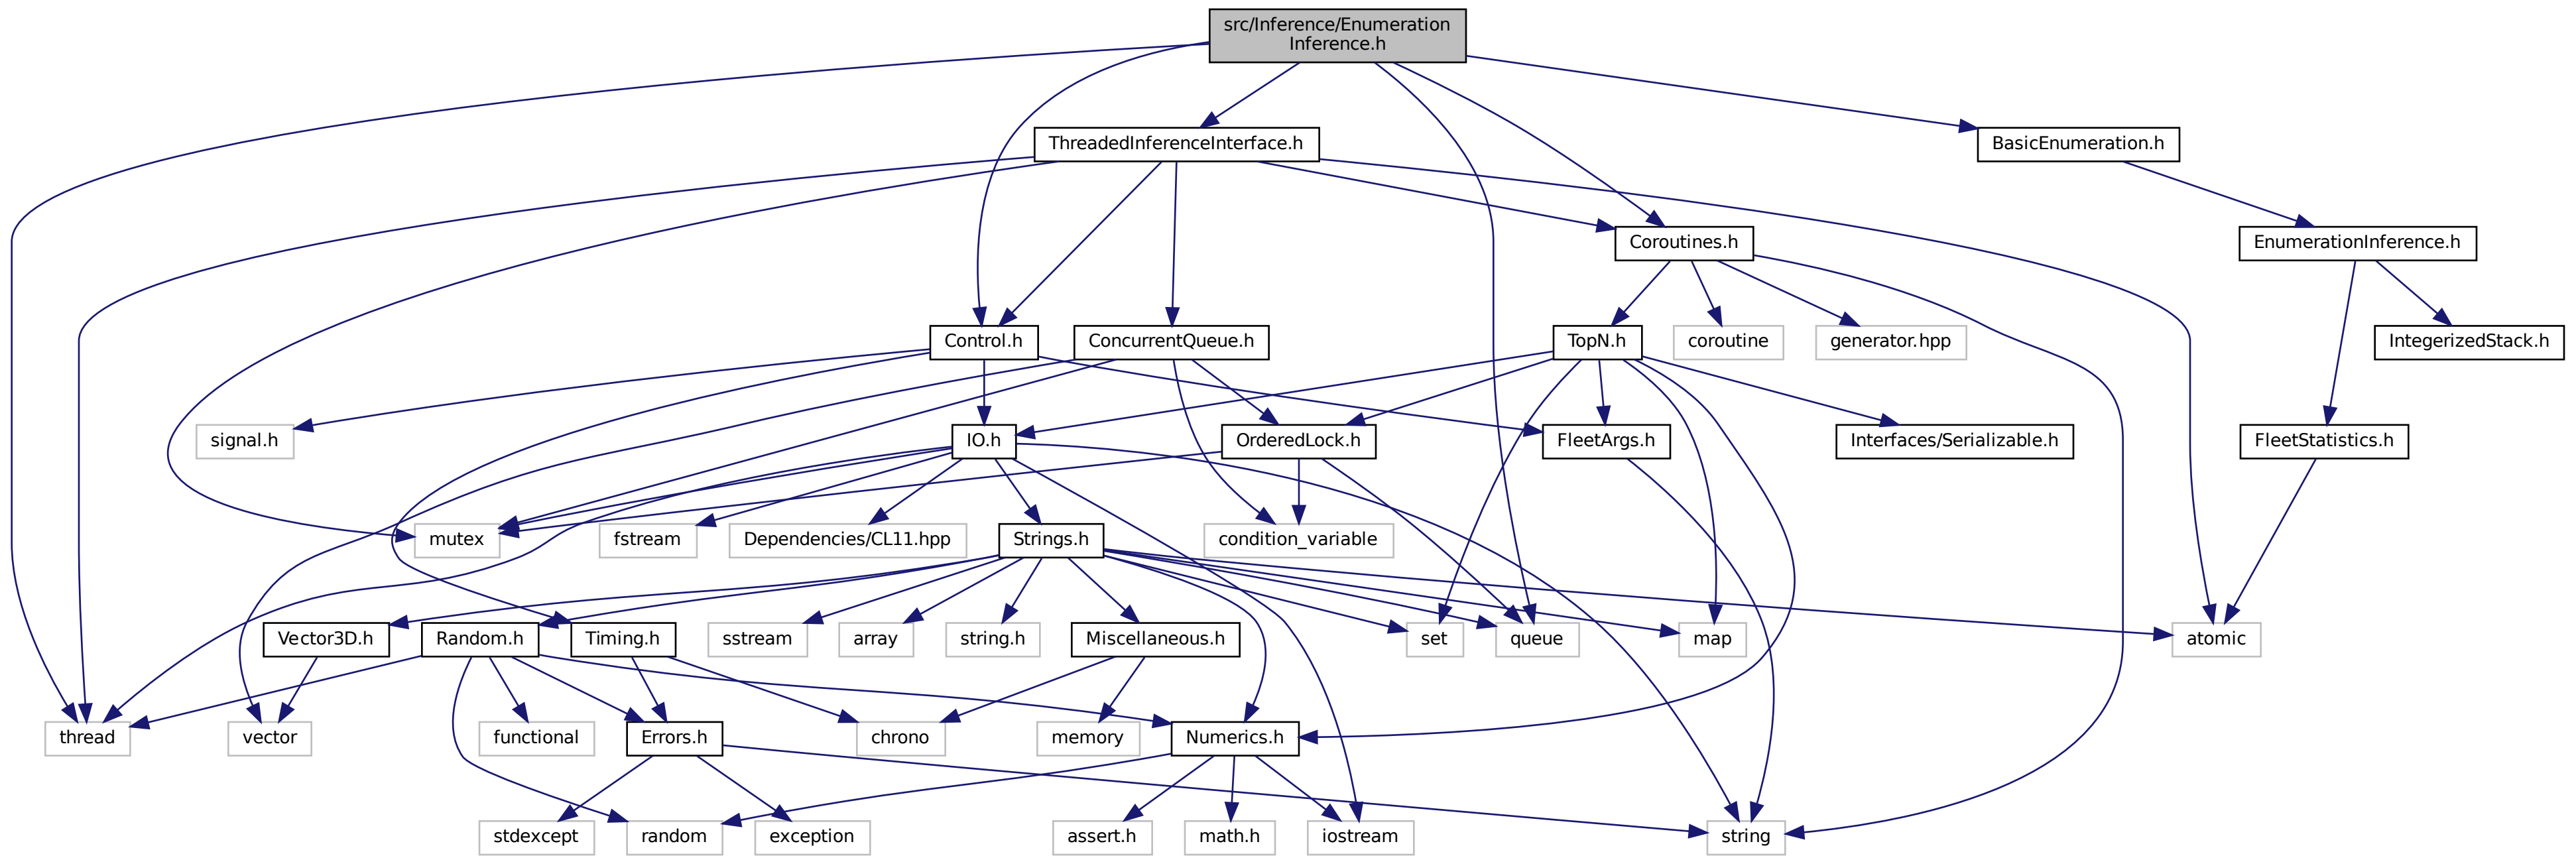 src/Inference/Enumeration
Inference.h
ThreadedInferenceInterface.h
BasicEnumeration.h
Coroutines.h
EnumerationInference.h
Control.h
ConcurrentQueue.h
TopN.h
coroutine
generator.hpp
IntegerizedStack.h
signal.h
IO.h
OrderedLock.h
FleetArgs.h
Interfaces/Serializable.h
FleetStatistics.h
mutex
fstream
Dependencies/CL11.hpp
Strings.h
condition_variable
Vector3D.h
Random.h
Timing.h
sstream
array
string.h
Miscellaneous.h
set
queue
map
atomic
thread
vector
functional
Errors.h
chrono
memory
Numerics.h
stdexcept
random
exception
assert.h
math.h
iostream
string